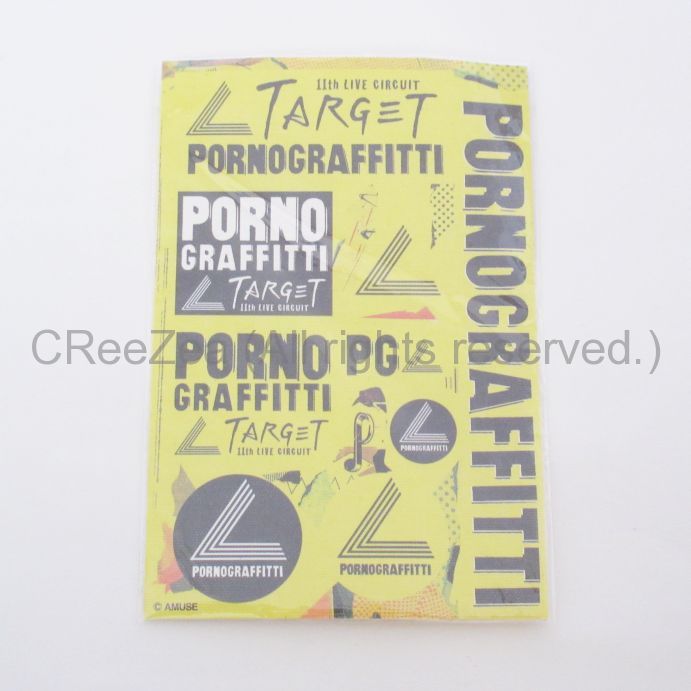 11th LIVE CIRCUIT
TARGET
PORNOGRAFFITTI
PORNOGRAFFITTI
PORNO
GRAFFITTI
TARGET
11th LIVE CIRCUIT
CReeZea (All rights reserved.)
PORNO
GRAFFITTI
PG
TARGET
11th LIVE CIRCUIT
p
PORNOGRAFFITTI
PORNOGRAFFITTI
PORNOGRAFFITTI
© AMUSE